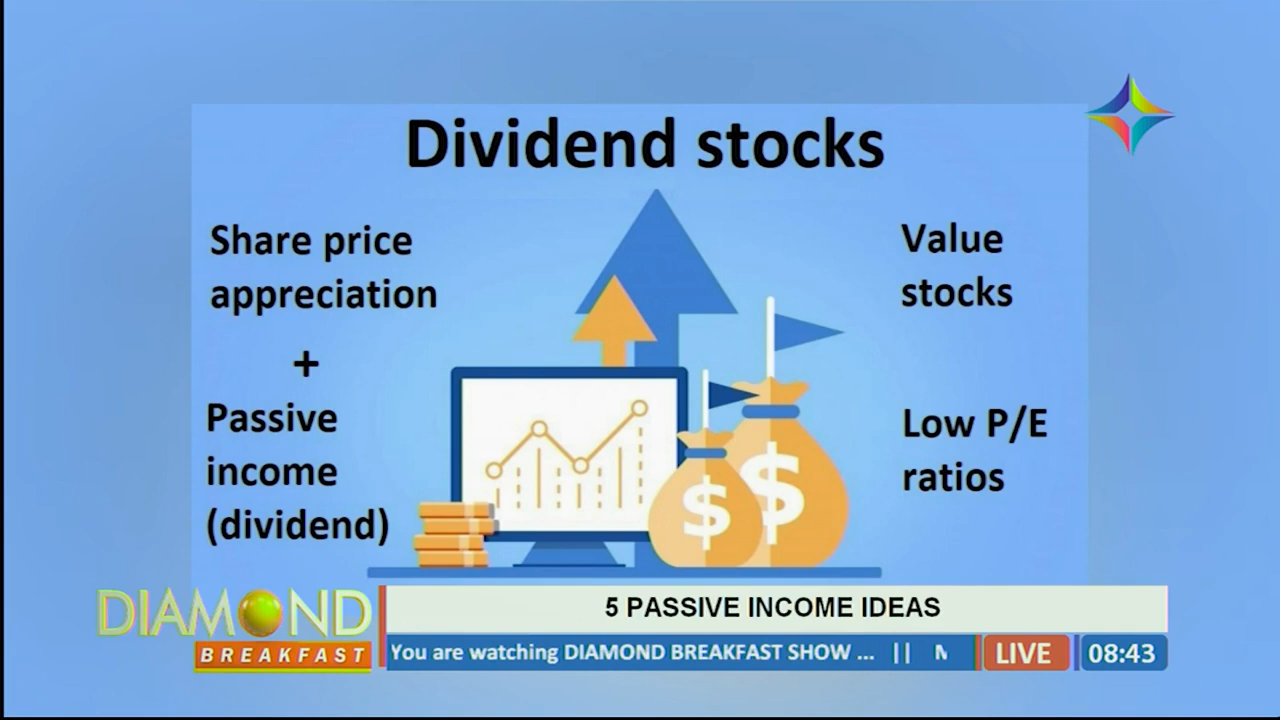 Dividend stocks
Share price
appreciation
+
Passive
income
(dividend)
Value
stocks
Low P/E
ratios
$ $
DIAMOND
BREAKFAST
5 PASSIVE INCOME IDEAS
You are watching DIAMOND BREAKFAST SHOW ... ||
LIVE
08:43